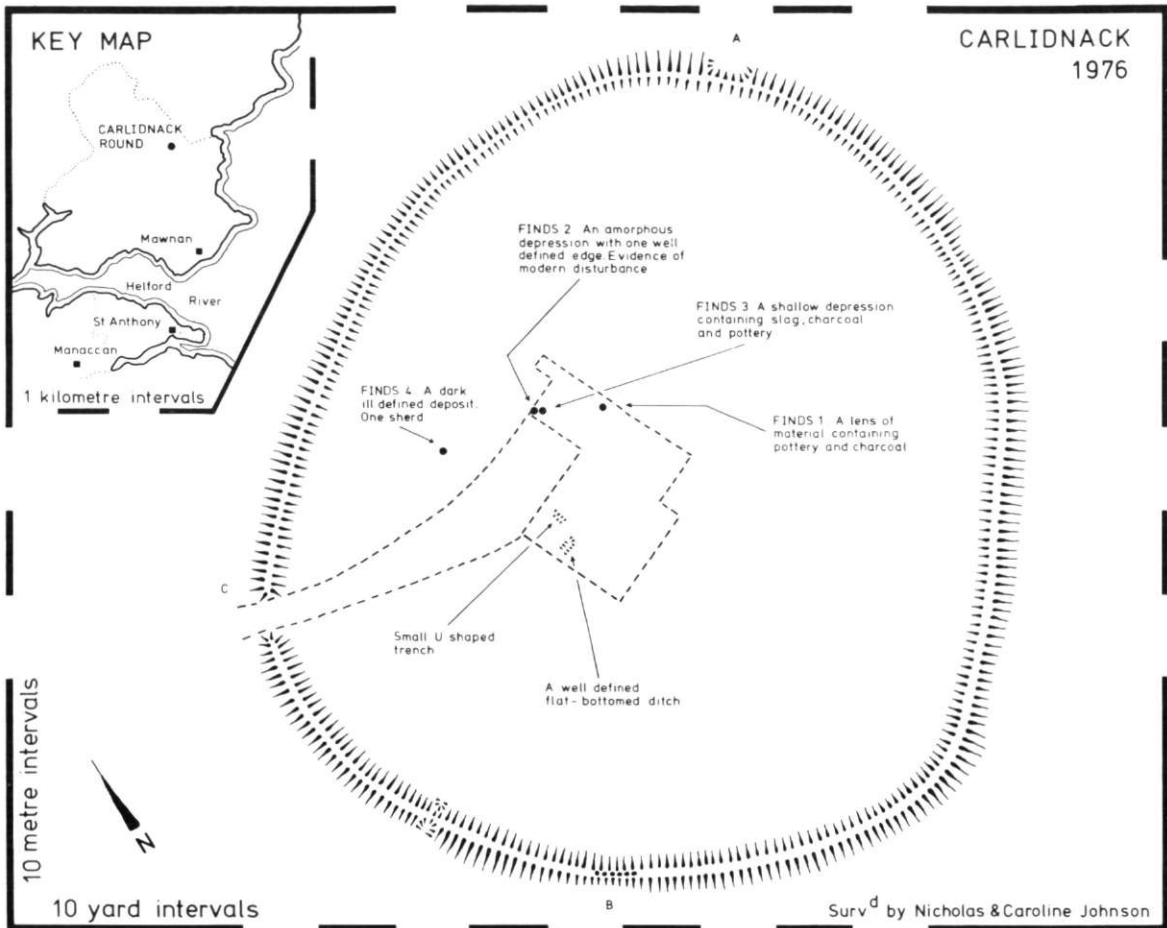 KEY MAP
CARLIDNACK
ROUND
Mawnan
Helford
River
St Anthony
Manaccan
1 kilometre intervals
CARLIDNACK
1976
A
FINDS 2 An amorphous
depression with one well
defined edge. Evidence of
modern disturbance
FINDS 3 A shallow depression
containing slag, charcoal
and pottery
FINDS 4 A dark
ill defined deposit.
One sherd
FINDS 1 A lens of
material containing
pottery and charcoal
C
Small U shaped
trench
A well defined
flat-bottomed ditch
10 metre intervals
N
10 yard intervals
B
Survd by Nicholas & Caroline Johnson